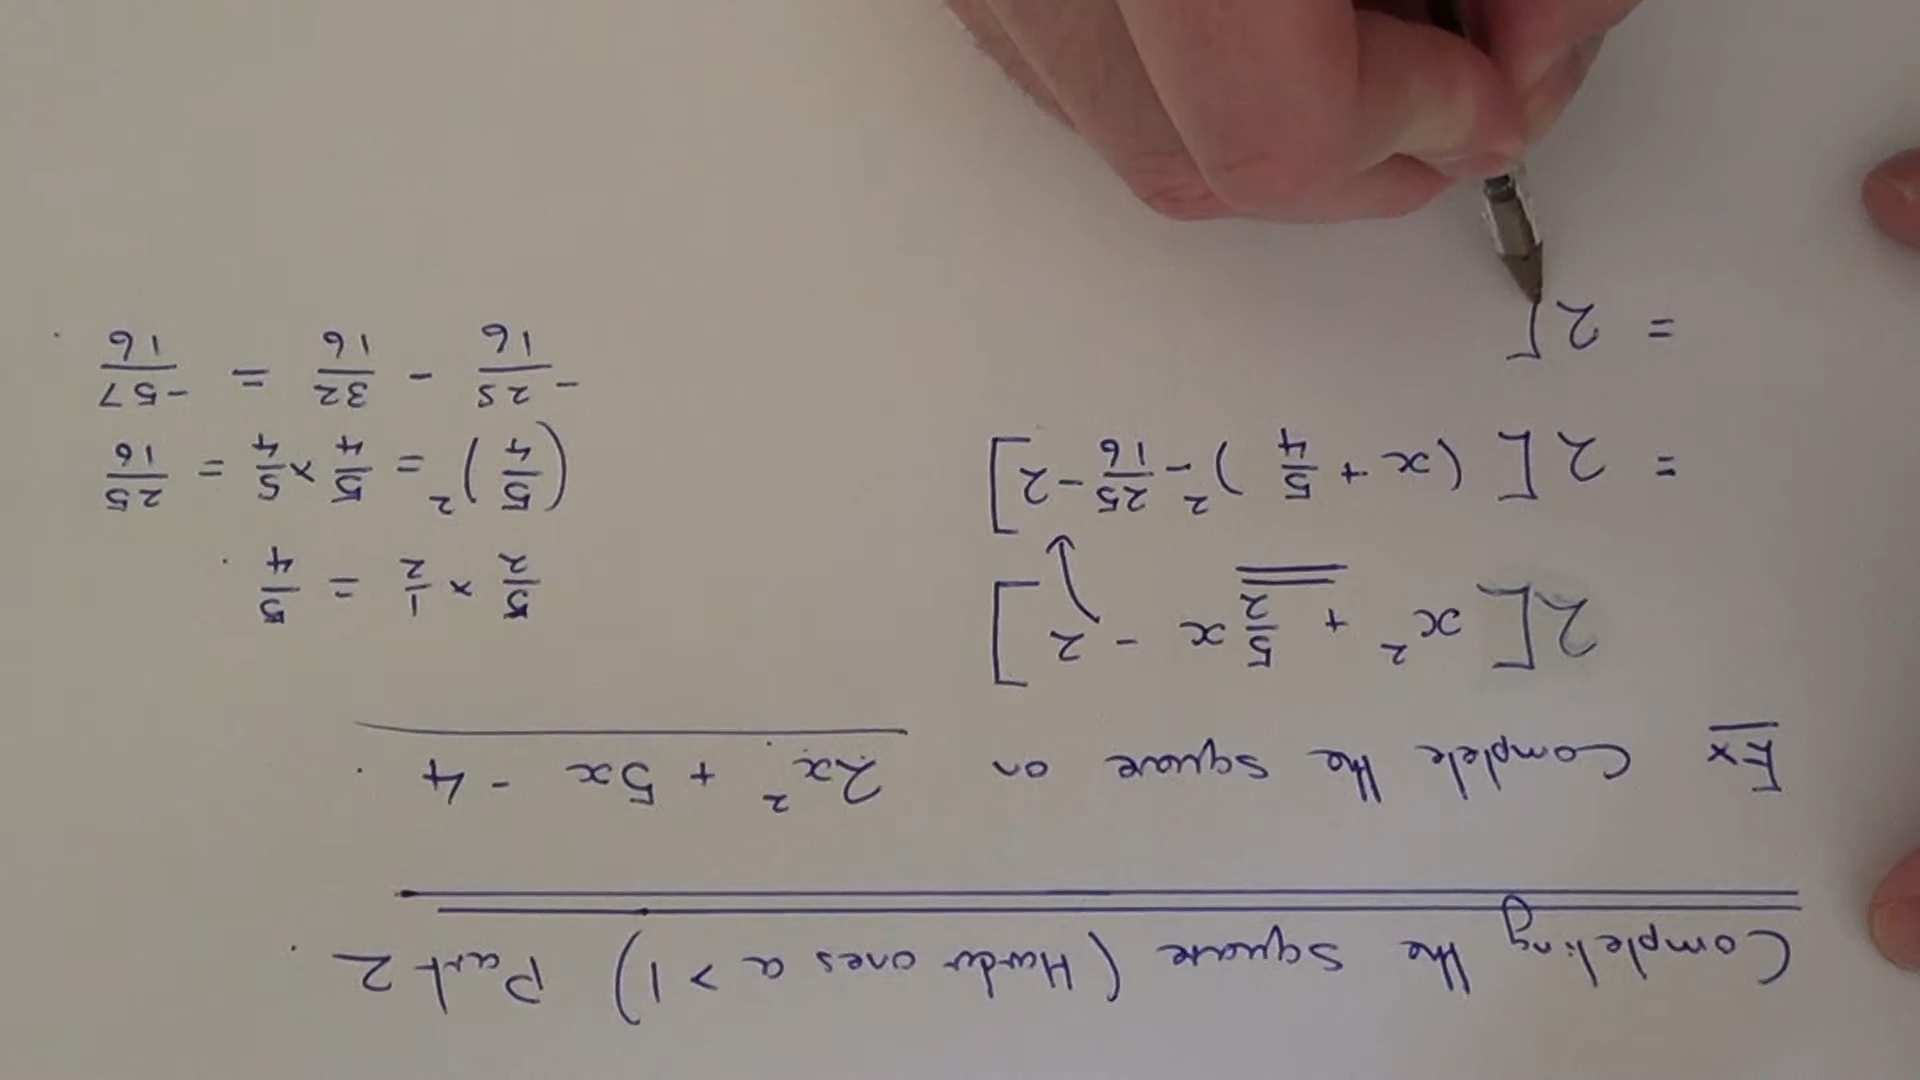 Completing the Square (Harder ones a > 1) Part 2
Ex Complete the square on 2x² + 5x - 4
2[x² + 5/2 x - 2]
= 2[(x + 5/4)² - 25/16 - 2]
= 2[
5/2 × 1/2 = 5/4
(5/4)² = 5/4 × 5/4 = 25/16
-25/16 - 32/16 = -57/16